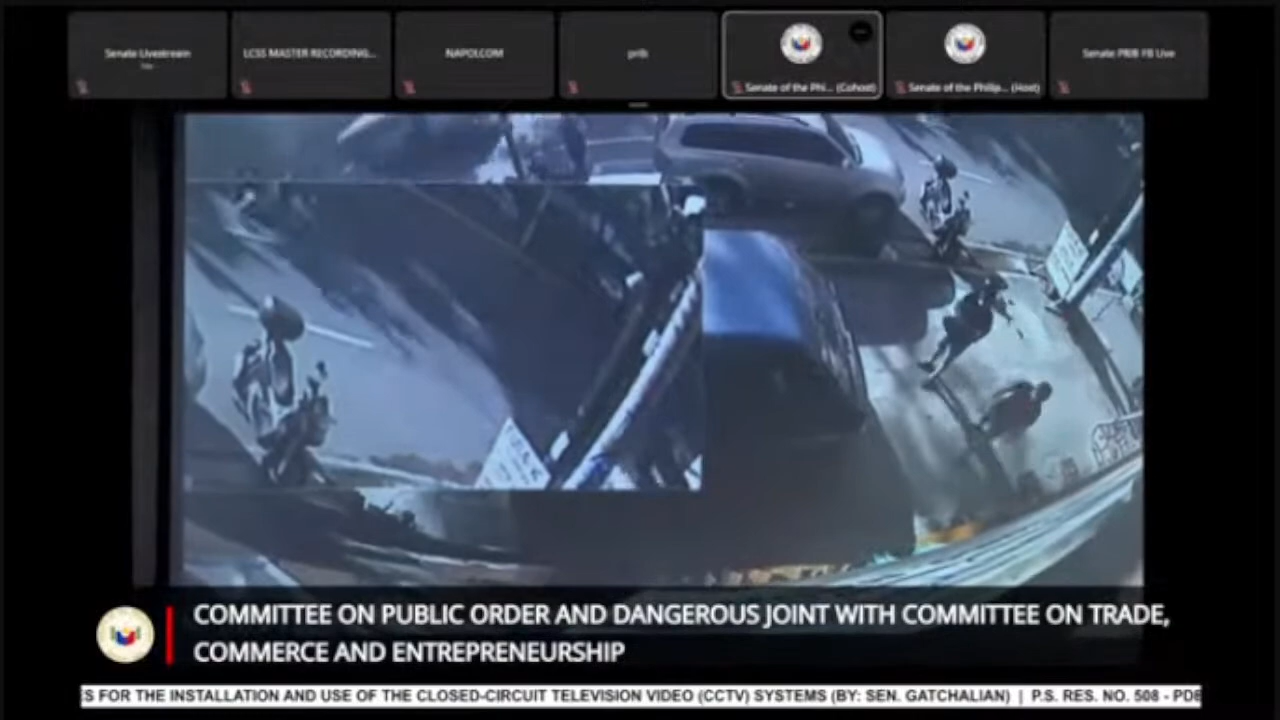 Senate Livestream
LCSS MASTER RECORDING...
NAPOLCOM
prib
Senate of the Phi... (Cohost)
Senate of the Philip... (Host)
Senate PRIB FB Live
COMMITTEE ON PUBLIC ORDER AND DANGEROUS JOINT WITH COMMITTEE ON TRADE,
COMMERCE AND ENTREPRENEURSHIP
S FOR THE INSTALLATION AND USE OF THE CLOSED-CIRCUIT TELEVISION VIDEO (CCTV) SYSTEMS (BY: SEN. GATCHALIAN) | P.S. RES. NO. 508 - PDE